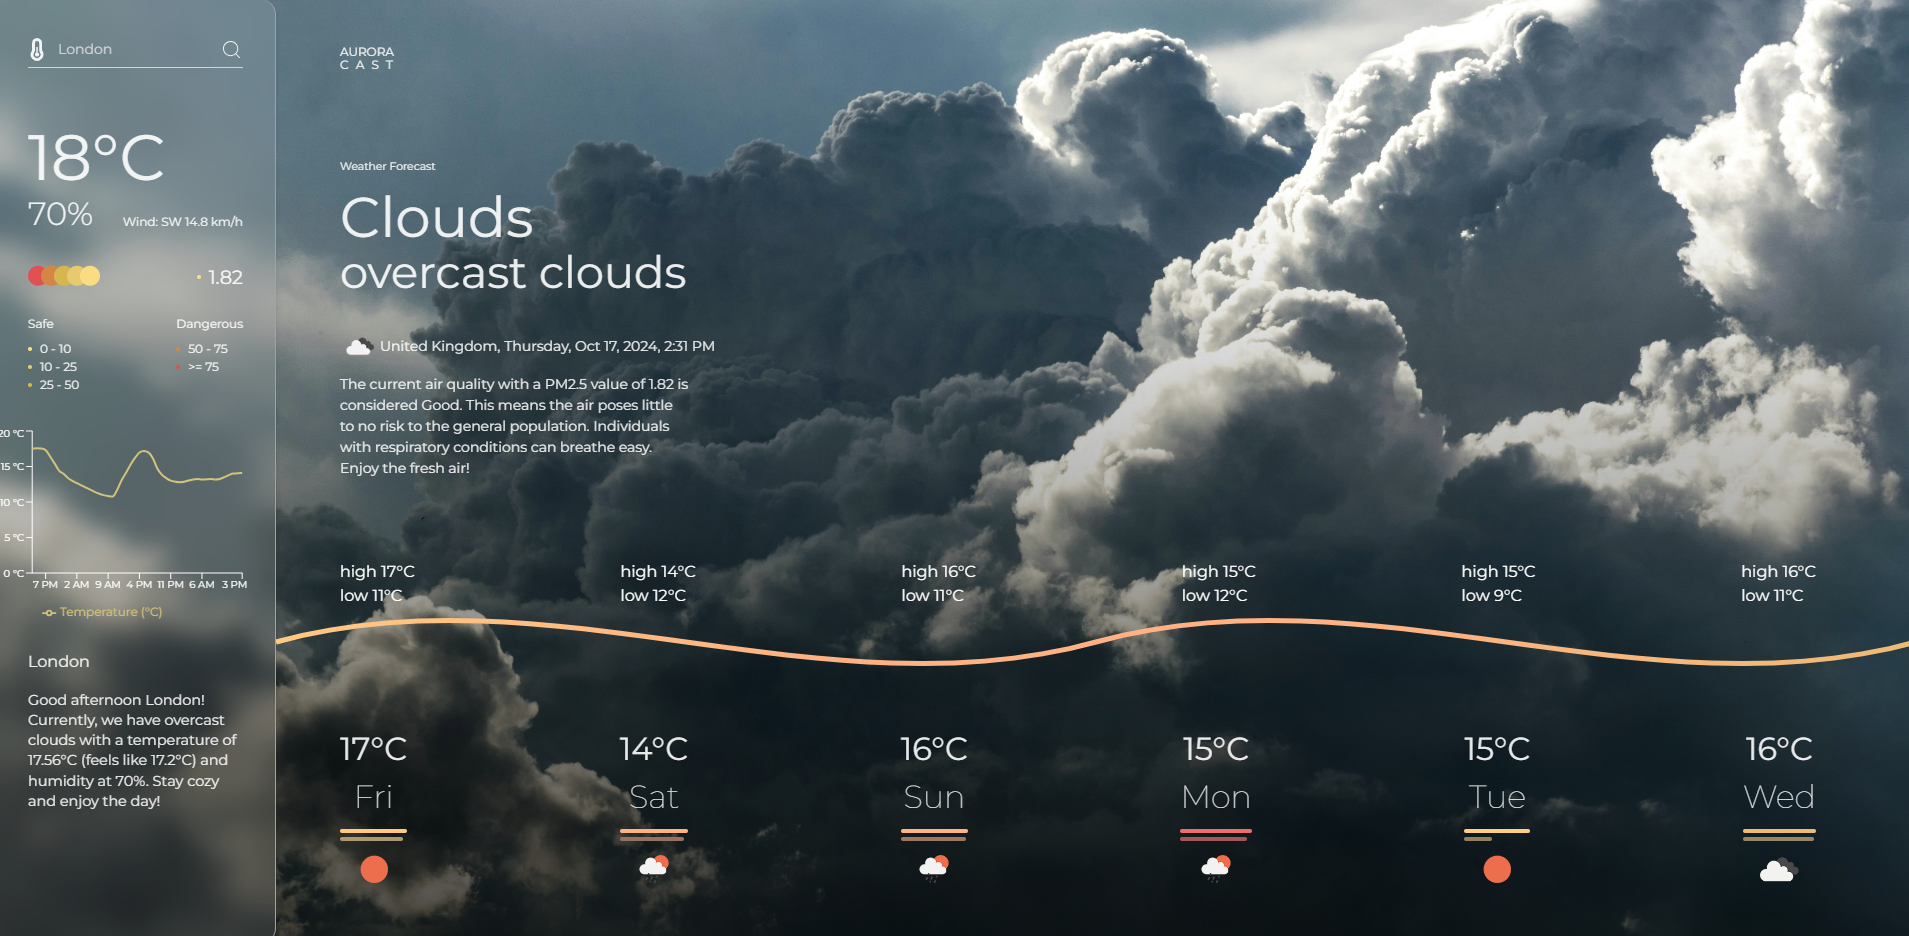 London
18°C
70%
Wind: SW 14.8 km/h
1.82
Safe
Dangerous
0 - 10
50 - 75
10 - 25
>= 75
25 - 50
20 °C
15 °C
10 °C
5 °C
0 °C
7 PM 2 AM 9 AM 4 PM 11 PM 6 AM 3 PM
Temperature (°C)
London
Good afternoon London!
Currently, we have overcast
clouds with a temperature of
17.56°C (feels like 17.2°C) and
humidity at 70%. Stay cozy
and enjoy the day!
AURORA
CAST
Weather Forecast
Clouds
overcast clouds
United Kingdom, Thursday, Oct 17, 2024, 2:31 PM
The current air quality with a PM2.5 value of 1.82 is
considered Good. This means the air poses little
to no risk to the general population. Individuals
with respiratory conditions can breathe easy.
Enjoy the fresh air!
high 17°C high 14°C high 16°C high 15°C high 15°C high 16°C
low 11°C low 12°C low 11°C low 12°C low 9°C low 11°C
17°C 14°C 16°C 15°C 15°C 16°C
Fri Sat Sun Mon Tue Wed